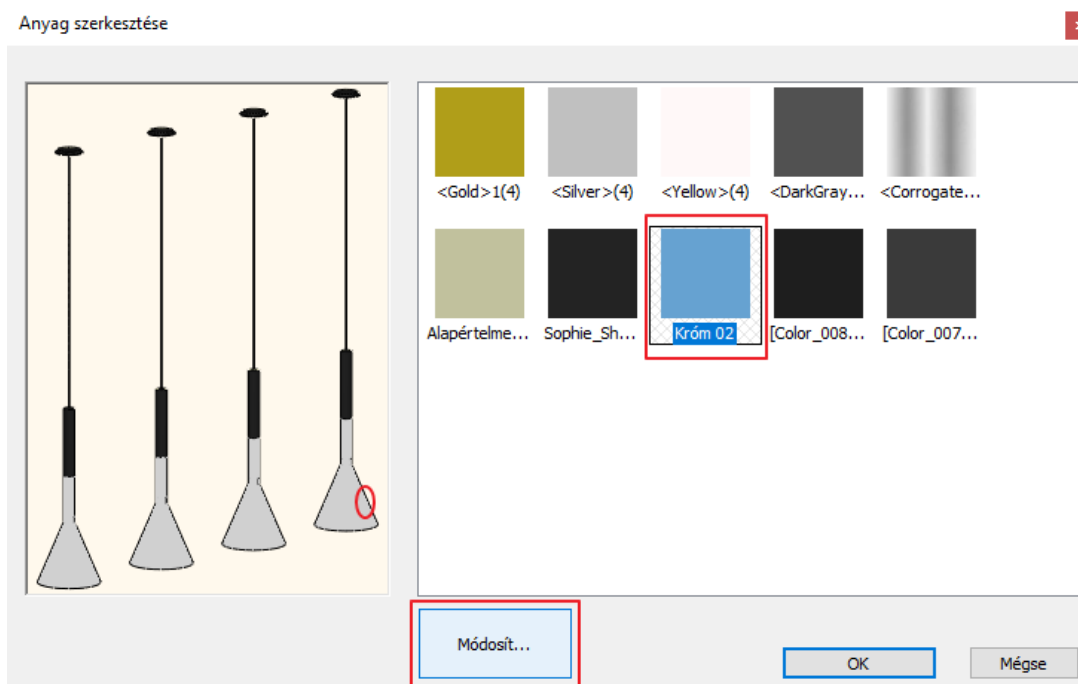 Anyag szerkesztése
<Gold>1(4) <Silver>(4) <Yellow>(4) <DarkGray... <Corrogate...
Alapértelme... Sophie_Sh... Króm 02 [Color_008... [Color_007...
Módosít...
OK Mégse